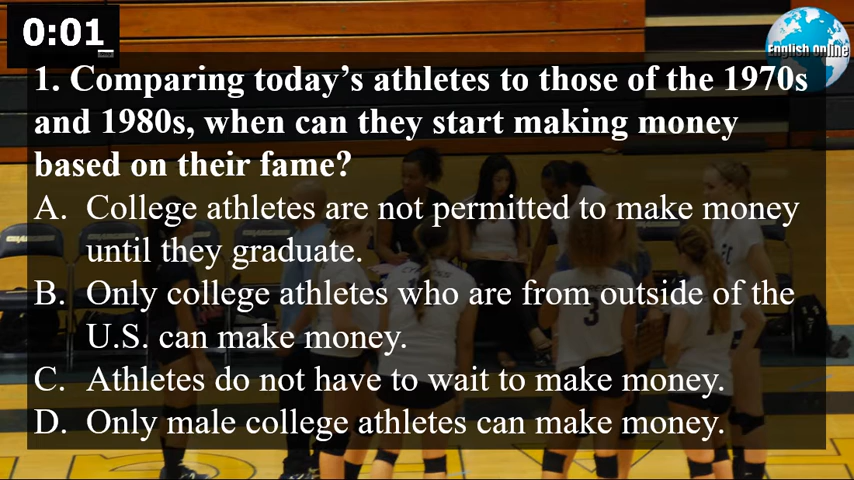 0:01
English Online
1. Comparing today's athletes to those of the 1970s
and 1980s, when can they start making money
based on their fame?
A. College athletes are not permitted to make money
until they graduate.
B. Only college athletes who are from outside of the
U.S. can make money.
C. Athletes do not have to wait to make money.
D. Only male college athletes can make money.
3